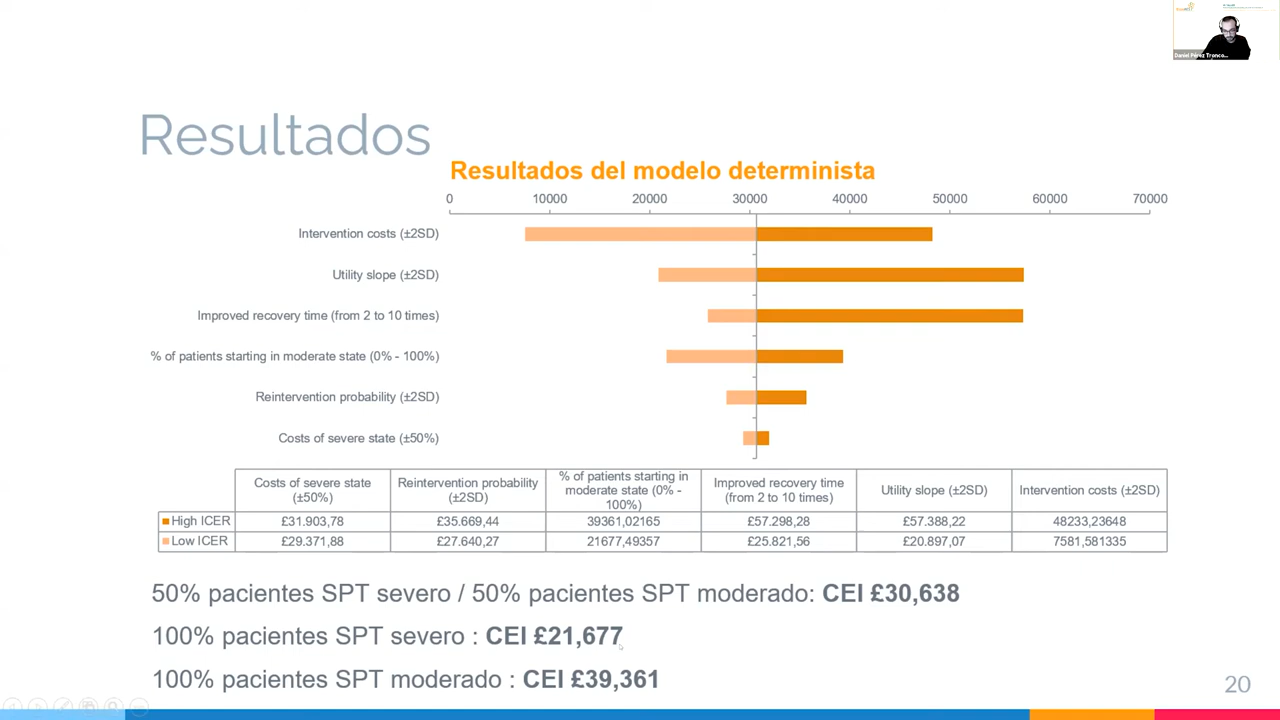 Daniel Pérez Tronco...
Resultados
Resultados del modelo determinista
0 10000 20000 30000 40000 50000 60000 70000
Intervention costs (±2SD)
Utility slope (±2SD)
Improved recovery time (from 2 to 10 times)
% of patients starting in moderate state (0% - 100%)
Reintervention probability (±2SD)
Costs of severe state (±50%)
Costs of severe state (±50%) Reintervention probability (±2SD) % of patients starting in moderate state (0% - 100%) Improved recovery time (from 2 to 10 times) Utility slope (±2SD) Intervention costs (±2SD)
High ICER £31.903,78 £35.669,44 39361,02165 £57.298,28 £57.388,22 48233,23648
Low ICER £29.371,88 £27.640,27 21677,49357 £25.821,56 £20.897,07 7581,581335
50% pacientes SPT severo / 50% pacientes SPT moderado: CEI £30,638
100% pacientes SPT severo : CEI £21,677
100% pacientes SPT moderado : CEI £39,361
20